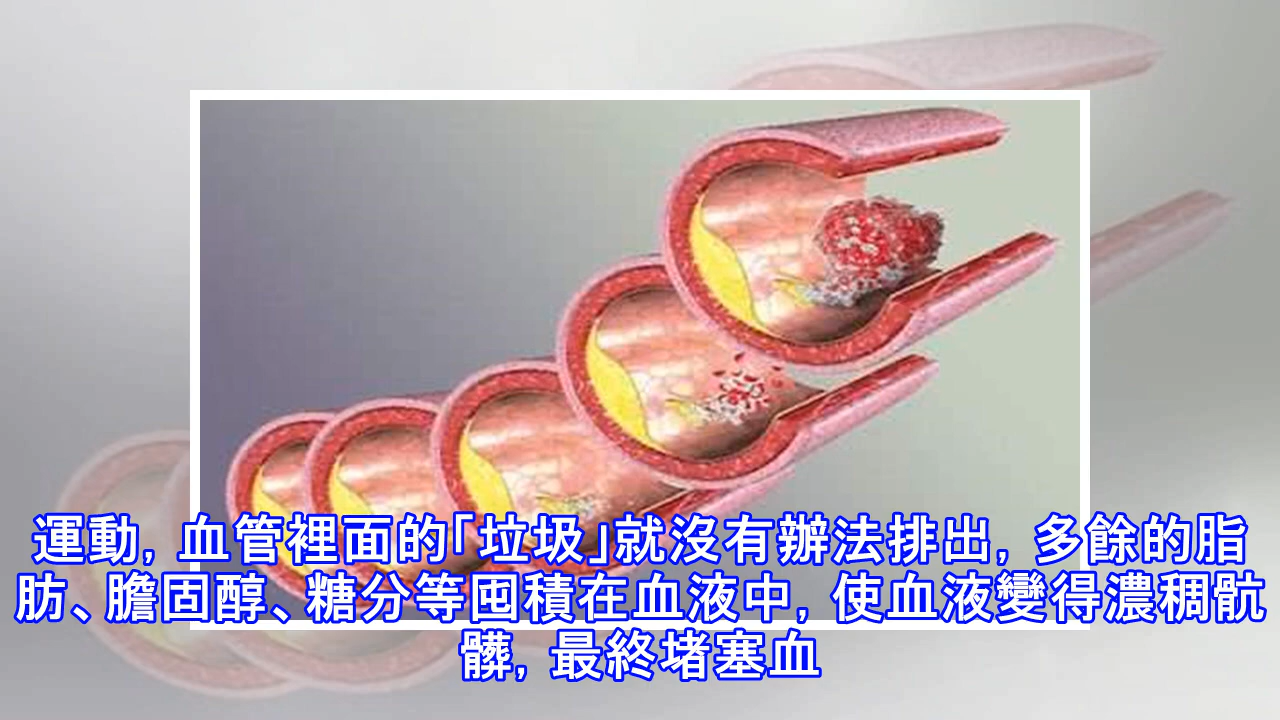 運動, 血管裡面的「垃圾」就沒有辦法排出, 多餘的脂
肪、膽固醇、糖分等囤積在血液中, 使血液變得濃稠骯
髒, 最終堵塞血